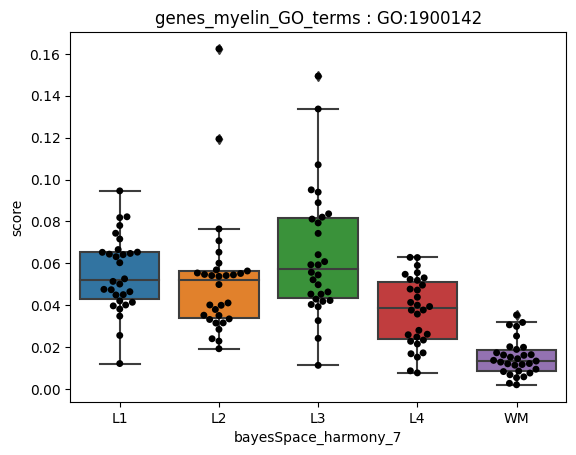 genes_myelin_GO_terms : GO:1900142
0.16
0.14
0.12
0.10
0.08
0.06
0.04
0.02
0.00
score
L1 L2 L3 L4 WM
bayesSpace_harmony_7